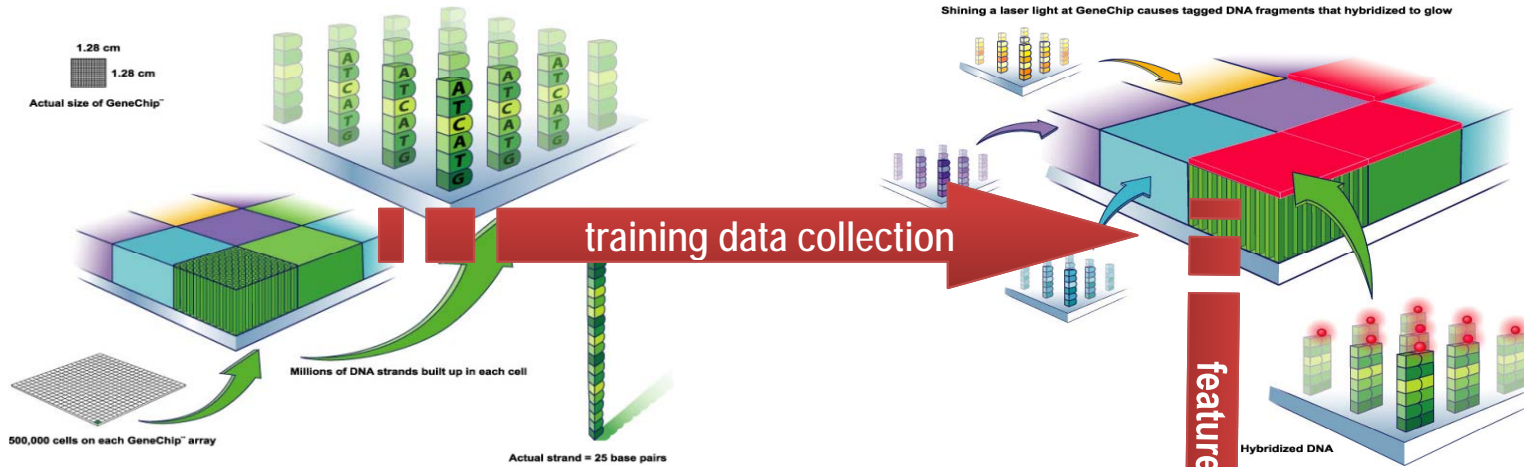 Shining a laser light at GeneChip causes tagged DNA fragments that hybridized to glow
1.28 cm
1.28 cm
Actual size of GeneChip™
A T C A T G
A T C A T G
A T C A T G
A T C A T G
A T C A T G
training data collection
Millions of DNA strands built up in each cell
500,000 cells on each GeneChip™ array
Actual strand = 25 base pairs
feature
Hybridized DNA